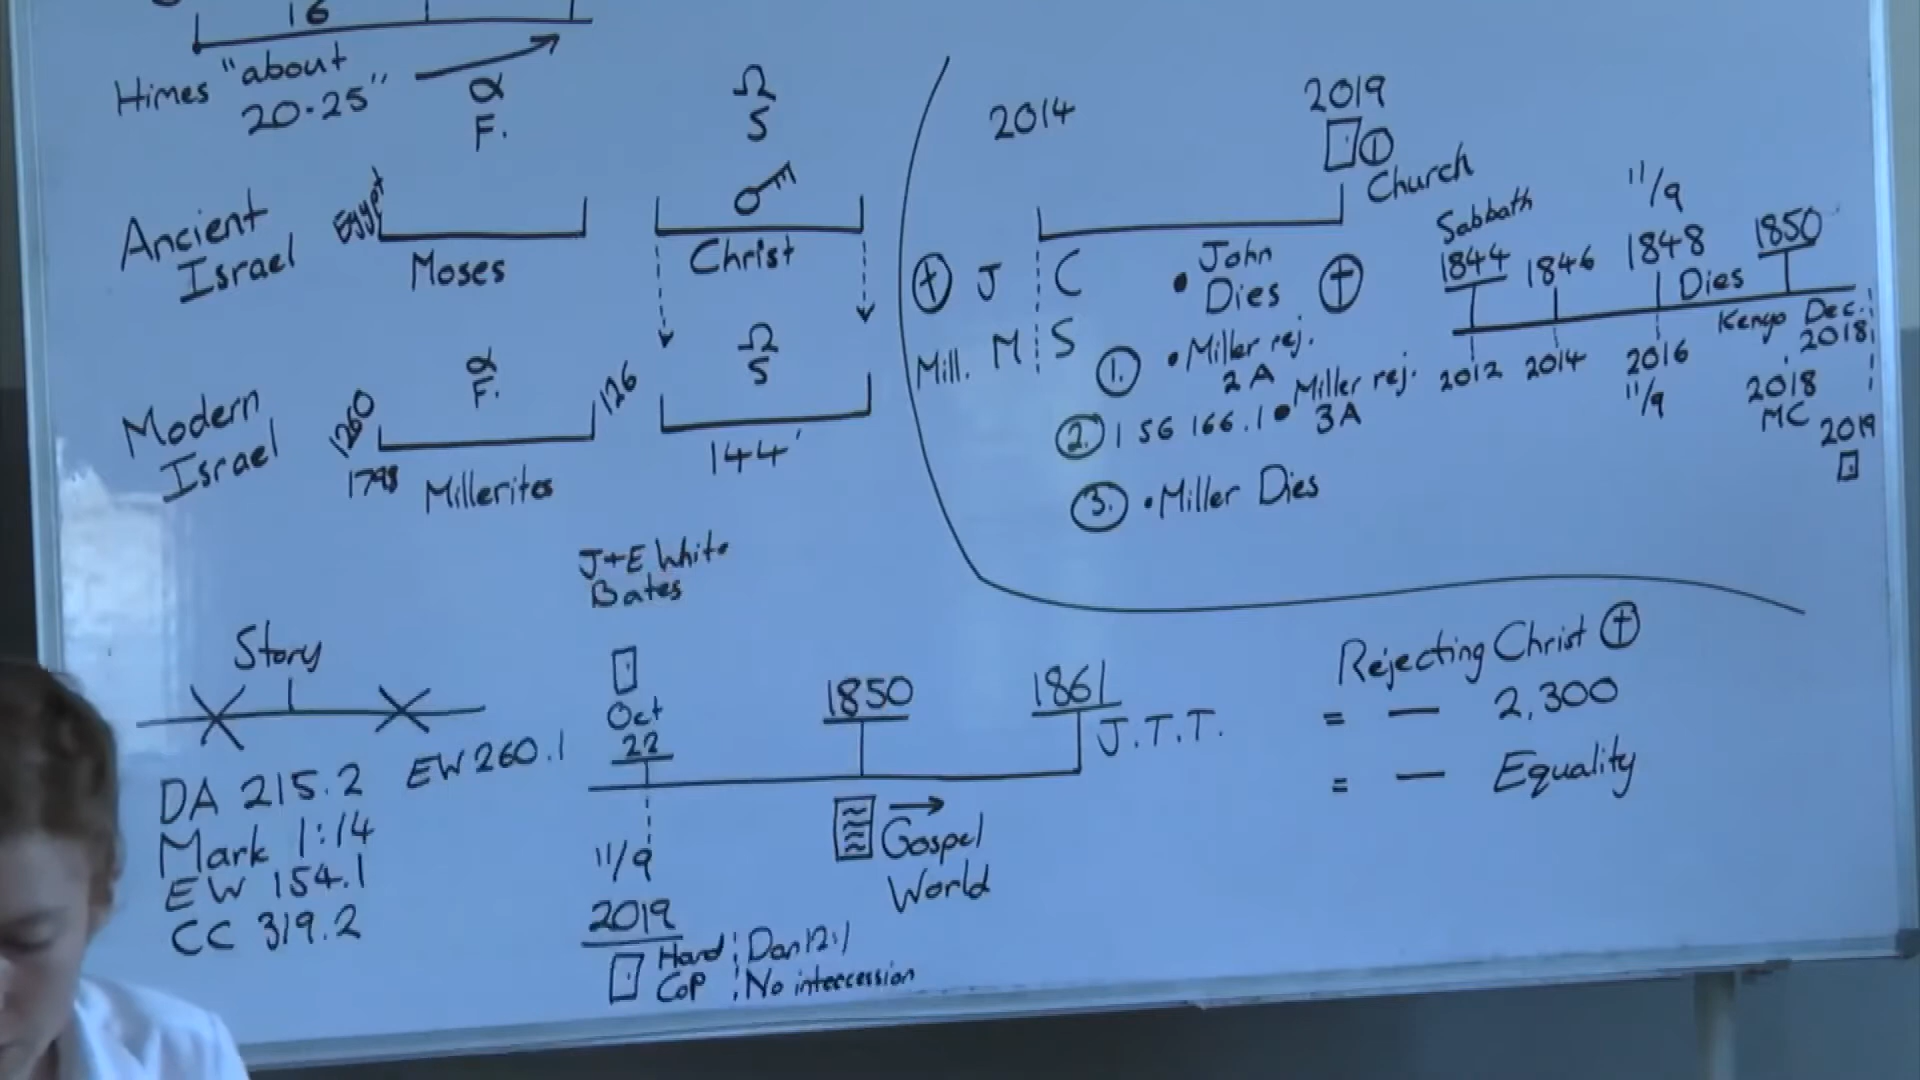 16
Himes "about
20-25"
α
F.
Ω
S
Ancient
Israel
Egypt
Moses
Christ
Modern
Israel
1260
1798
α
F.
126
Millerites
Ω
S
144'
2014
2019
1
Church
J
C
John
Dies
Mill. M
S
1.
Miller rej.
2A
2.
1 SG 166.1
Miller rej.
3A
3.
Miller Dies
Sabbath
1844
1846
11/9
1848
Dies
1850
2012
2014
2016
11/9
Kenyo Dec.
2018
2018
MC
2019
Story
DA 215.2
EW 260.1
Mark 1:14
EW 154.1
CC 319.2
J+E White
Bates
Oct
22
1850
1861
J.T.T.
11/9
2019
Gospel
World
Hard Dan 12:1
CoP No intercession
Rejecting Christ
= — 2,300
= — Equality